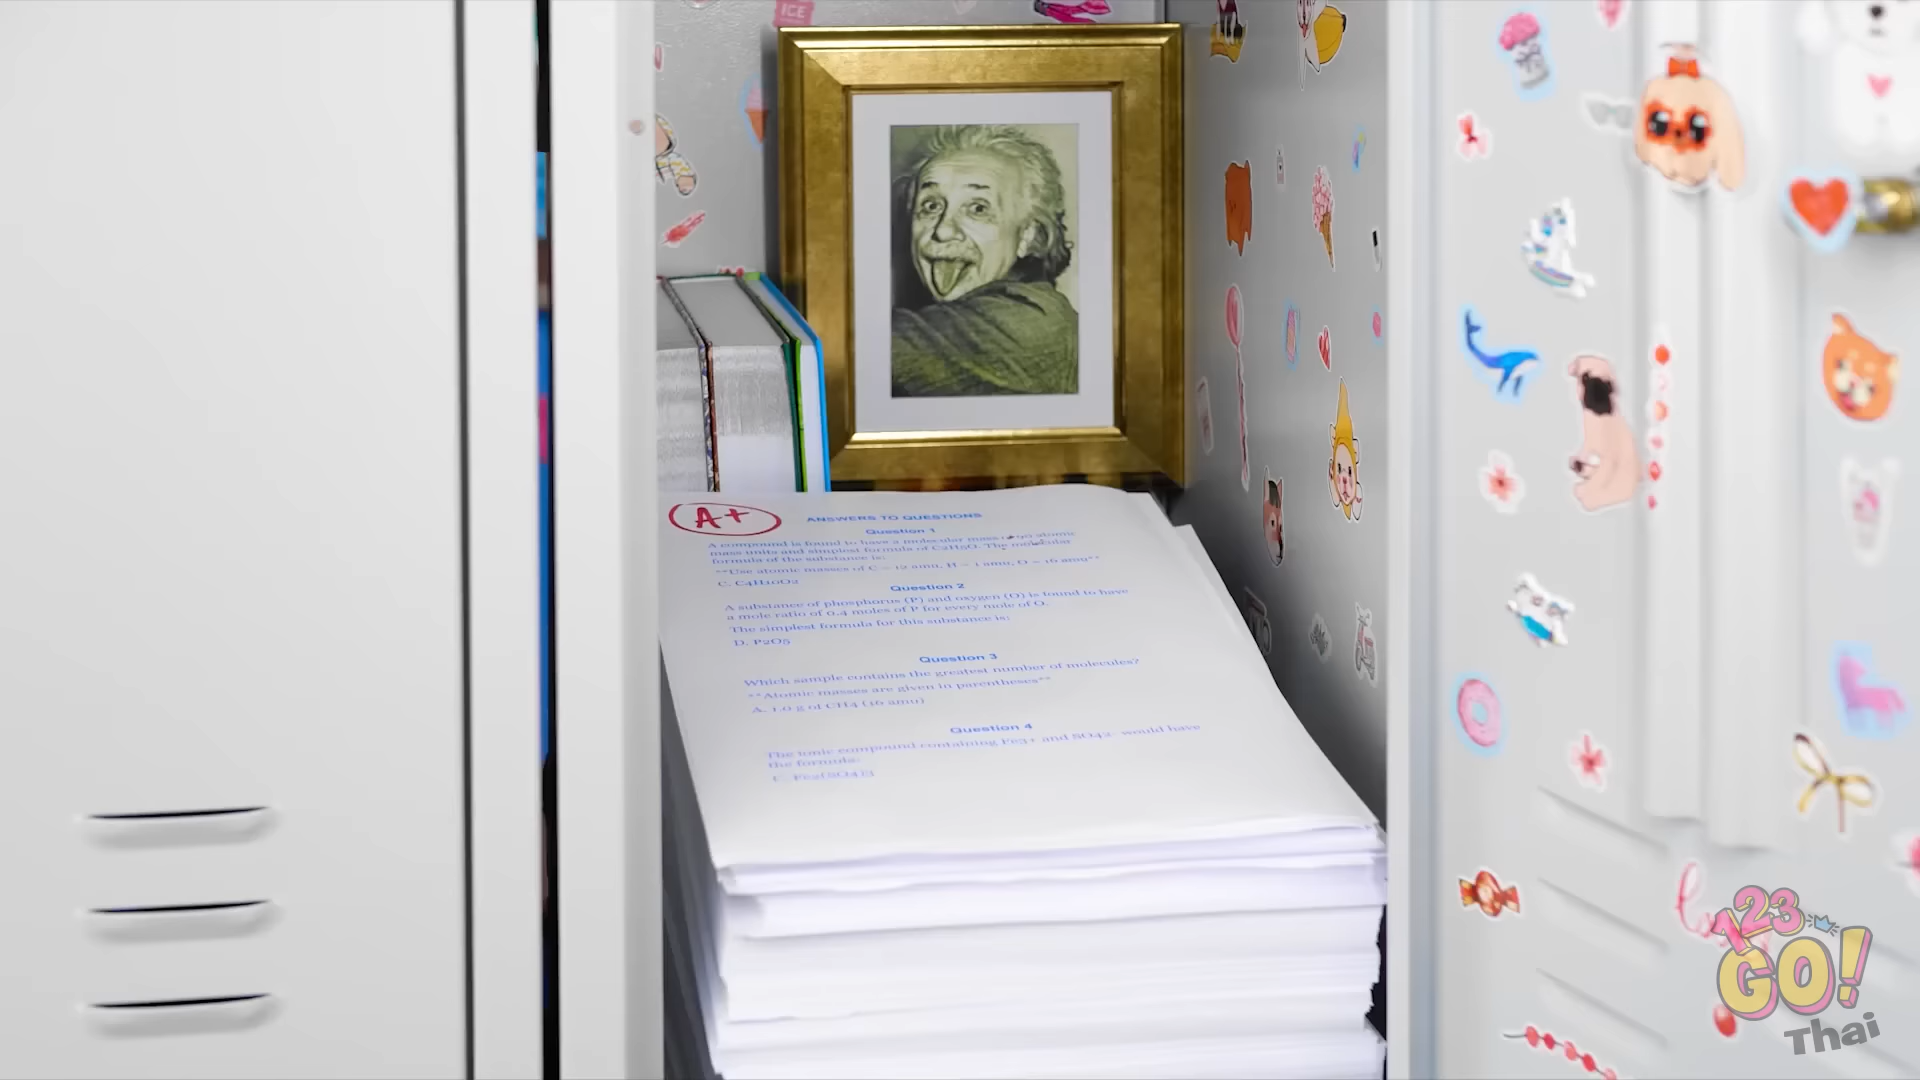 ICE
A+
ANSWERS TO QUESTIONS
Question 1
A compound is found to have a molecular mass atomic
mass units and simplest formula of C2H5O. The molecular
formula of the substance is:
**Use atomic masses of C = 12 amu, H = 1 amu, O = 16 amu**
C. C4H10O2
Question 2
A substance of phosphorus (P) and oxygen (O) is found to have
a mole ratio of 0.4 moles of P for every mole of O.
The simplest formula for this substance is:
D. P2O5
Question 3
Which sample contains the greatest number of molecules?
**Atomic masses are given in parentheses**
A. 1.0 g of CH4 (16 amu)
Question 4
The ionic compound containing Fe3+ and SO42- would have
the formula:
C. Fe2(SO4)3
123
GO!
Thai